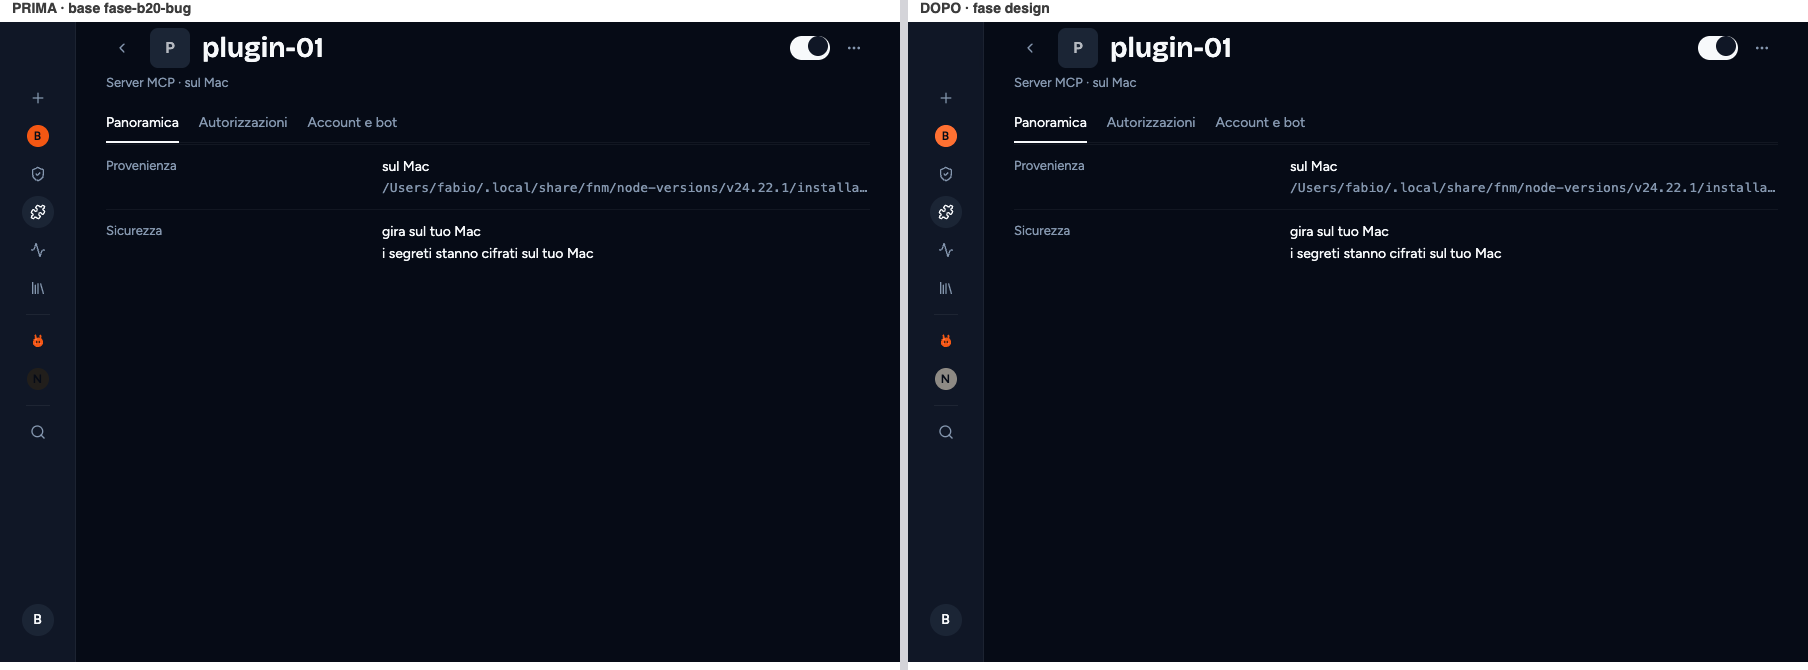 PRIMA · base fase-b20-bug
P plugin-01
Server MCP · sul Mac
Panoramica Autorizzazioni Account e bot
Provenienza sul Mac
/Users/fabio/.local/share/fnm/node-versions/v24.22.1/installa…
Sicurezza gira sul tuo Mac
i segreti stanno cifrati sul tuo Mac
B
N
B
DOPO · fase design
P plugin-01
Server MCP · sul Mac
Panoramica Autorizzazioni Account e bot
Provenienza sul Mac
/Users/fabio/.local/share/fnm/node-versions/v24.22.1/installa…
Sicurezza gira sul tuo Mac
i segreti stanno cifrati sul tuo Mac
B
N
B